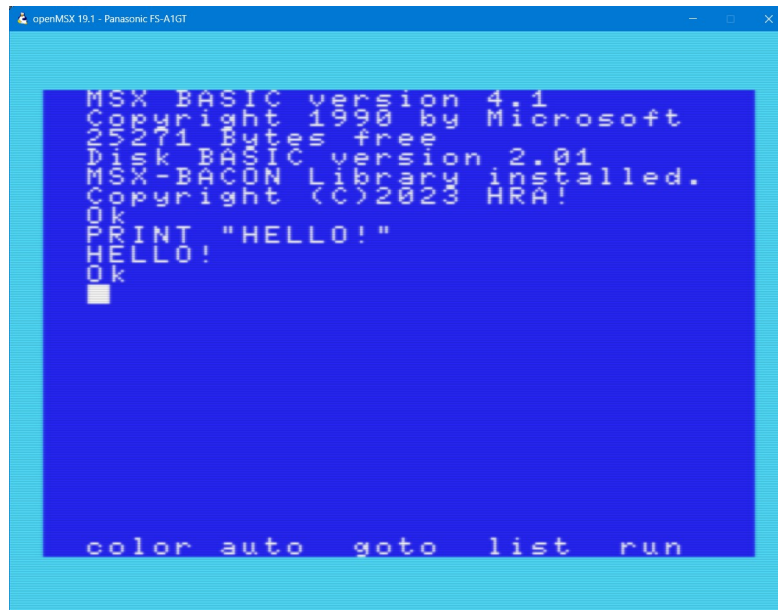 openMSX 19.1 - Panasonic FS-A1GT
MSX BASIC version 4.1
Copyright 1990 by Microsoft
25271 Bytes free
Disk BASIC version 2.01
MSX-BACON Library installed.
Copyright (C)2023 HRA!
Ok
PRINT "HELLO!"
HELLO!
Ok
color auto goto list run